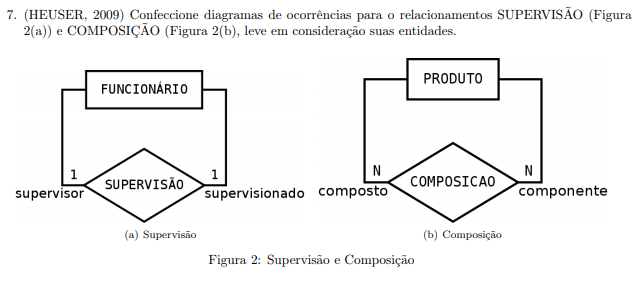 7. (HEUSER, 2009) Confeccione diagramas de ocorrências para o relacionamentos SUPERVISÃO (Figura
2(a)) e COMPOSIÇÃO (Figura 2(b), leve em consideração suas entidades.
FUNCIONÁRIO
1
1
SUPERVISÃO
supervisor
supervisionado
(a) Supervisão
PRODUTO
N
N
COMPOSICAO
composto
componente
(b) Composição
Figura 2: Supervisão e Composição